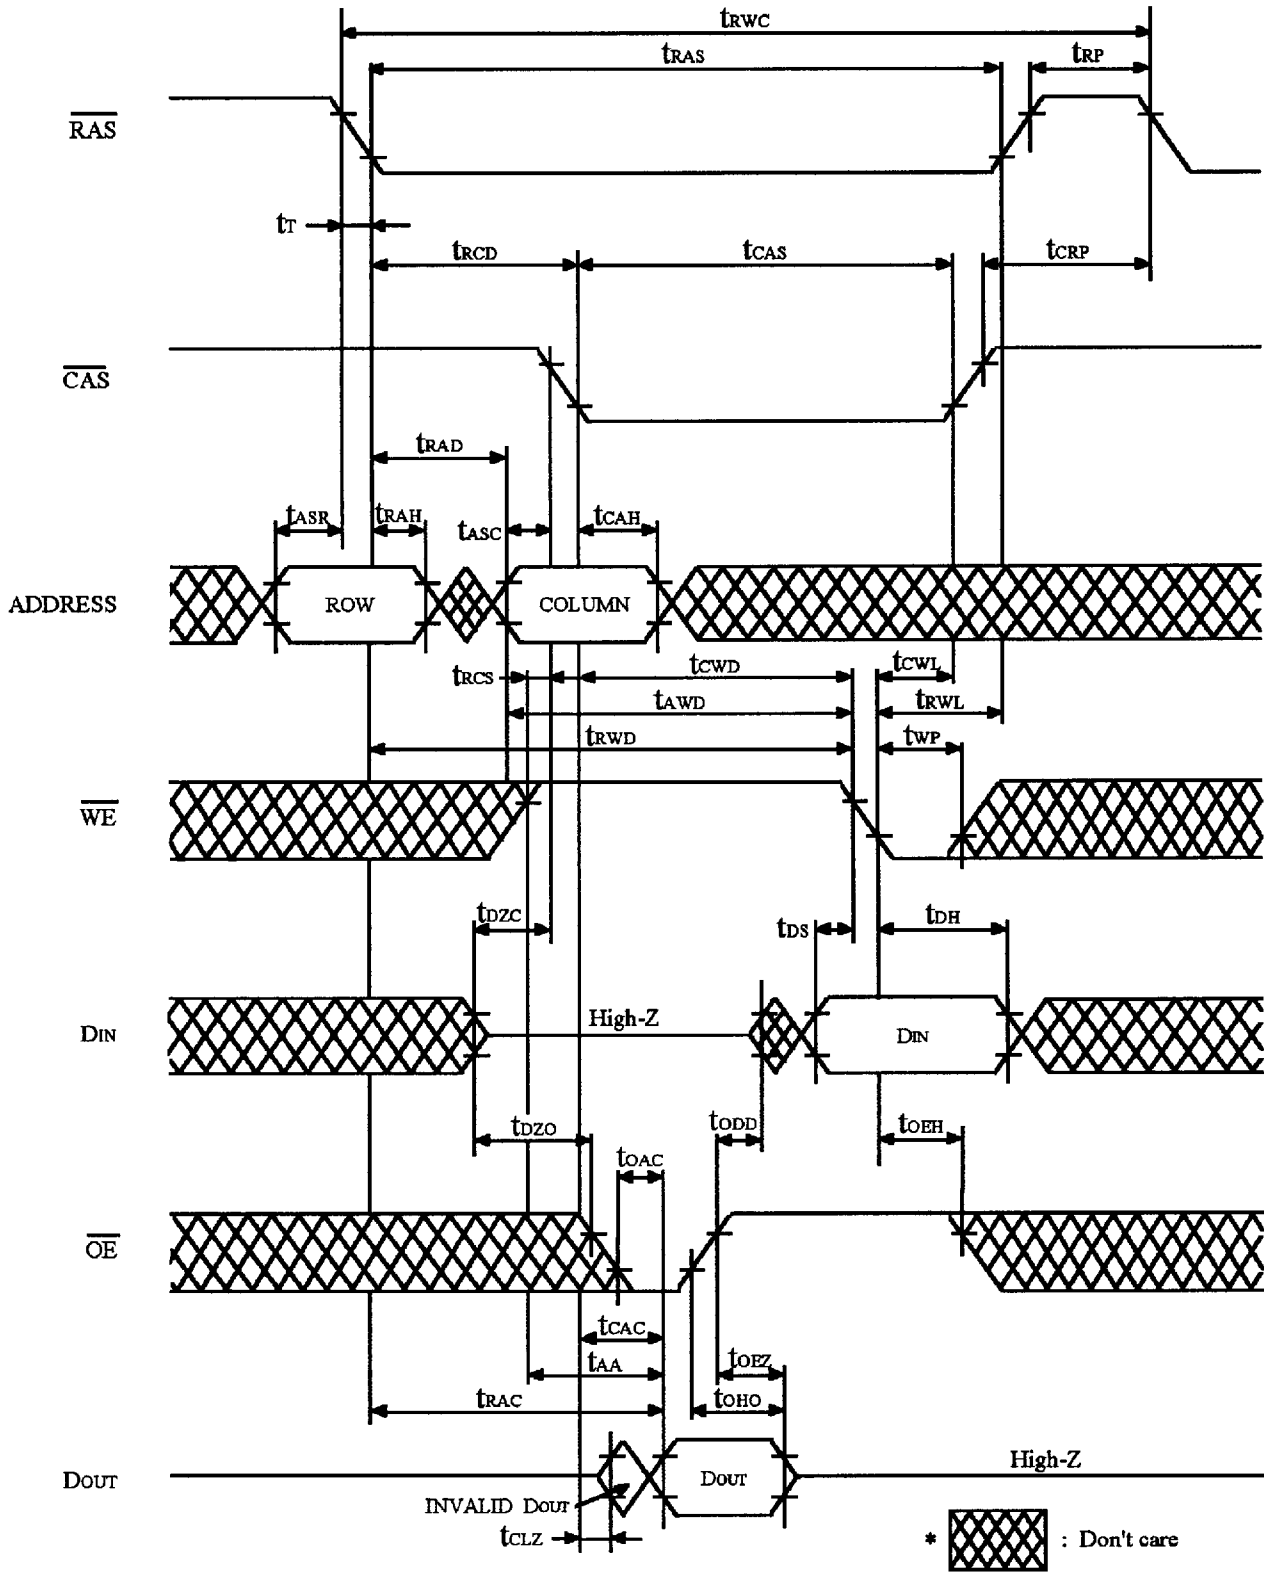 tRWC
tRAS
tRP
RAS
tT
tRCD
tCAS
tCRP
CAS
tRAD
tASR
tRAH
tASC
tCAH
ADDRESS
ROW
COLUMN
tRCS
tCWD
tCWL
tAWD
tRWL
tRWD
tWP
WE
tDZC
tDS
tDH
DIN
High-Z
DIN
tDZO
tODD
tOEH
tOAC
OE
tCAC
tAA
tOEZ
tRAC
tOHO
DOUT
DOUT
High-Z
INVALID DOUT
tCLZ
* : Don't care